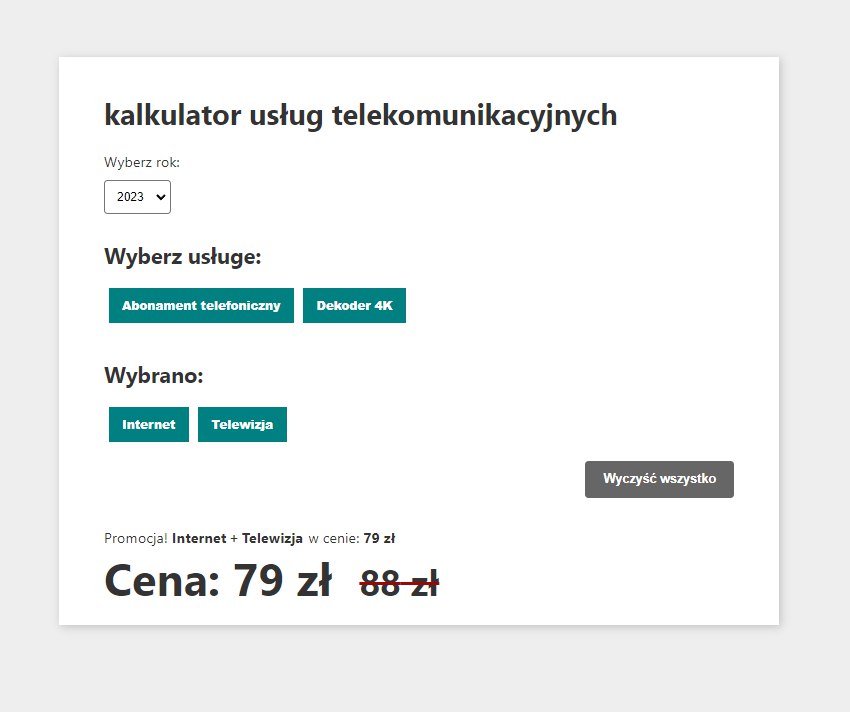 kalkulator usług telekomunikacyjnych
Wyberz rok:
2023
Wyberz usługe:
Abonament telefoniczny Dekoder 4K
Wybrano:
Internet Telewizja
Wyczyść wszystko
Promocja! Internet + Telewizja w cenie: 79 zł
Cena: 79 zł 88 zł